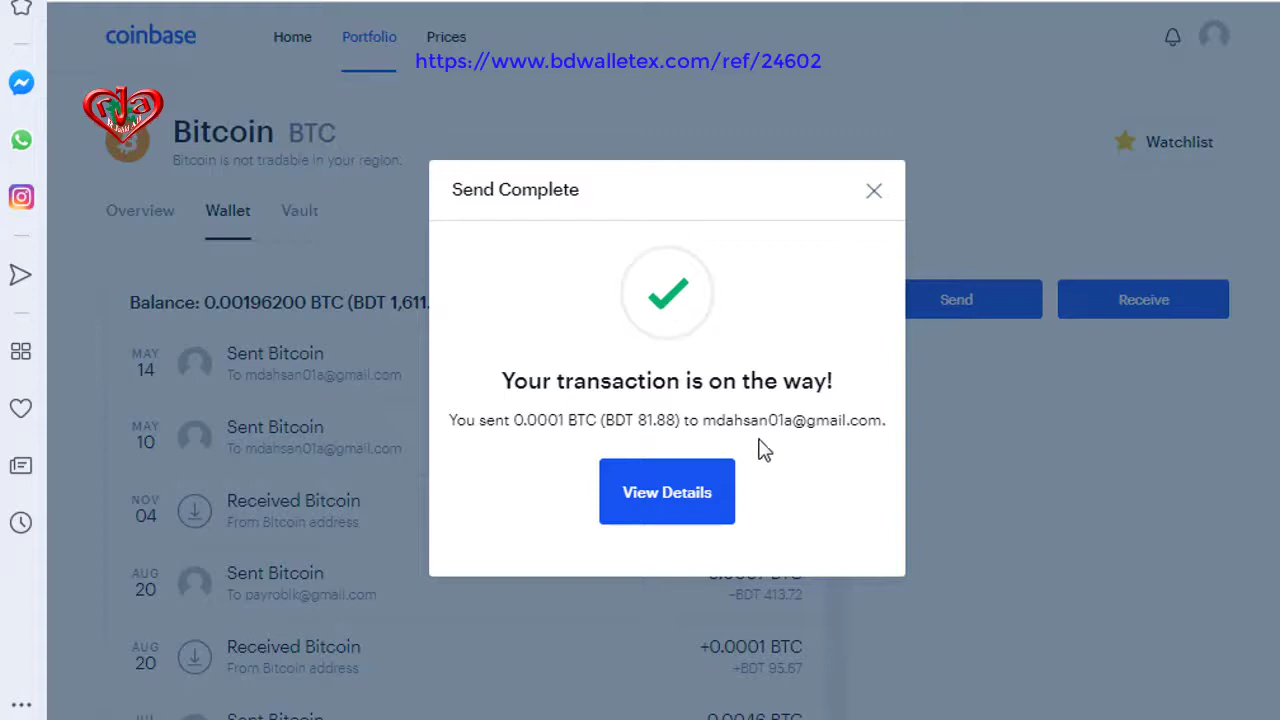 coinbase
Home
Portfolio
Prices
https://www.bdwalletex.com/ref/24602
rja
Bitcoin BTC
Bitcoin is not tradable in your region.
Watchlist
Overview
Wallet
Vault
Balance: 0.00196200 BTC (BDT 1,611.
Send
Receive
Send Complete
Your transaction is on the way!
You sent 0.0001 BTC (BDT 81.88) to mdahsan01a@gmail.com.
View Details
MAY
14
Sent Bitcoin
To mdahsan01a@gmail.com
MAY
10
Sent Bitcoin
To mdahsan01a@gmail.com
NOV
04
Received Bitcoin
From Bitcoin address
AUG
20
Sent Bitcoin
To payroblk@gmail.com
-BDT 413.72
AUG
20
Received Bitcoin
From Bitcoin address
+0.0001 BTC
+BDT 95.67
Sent Bitcoin